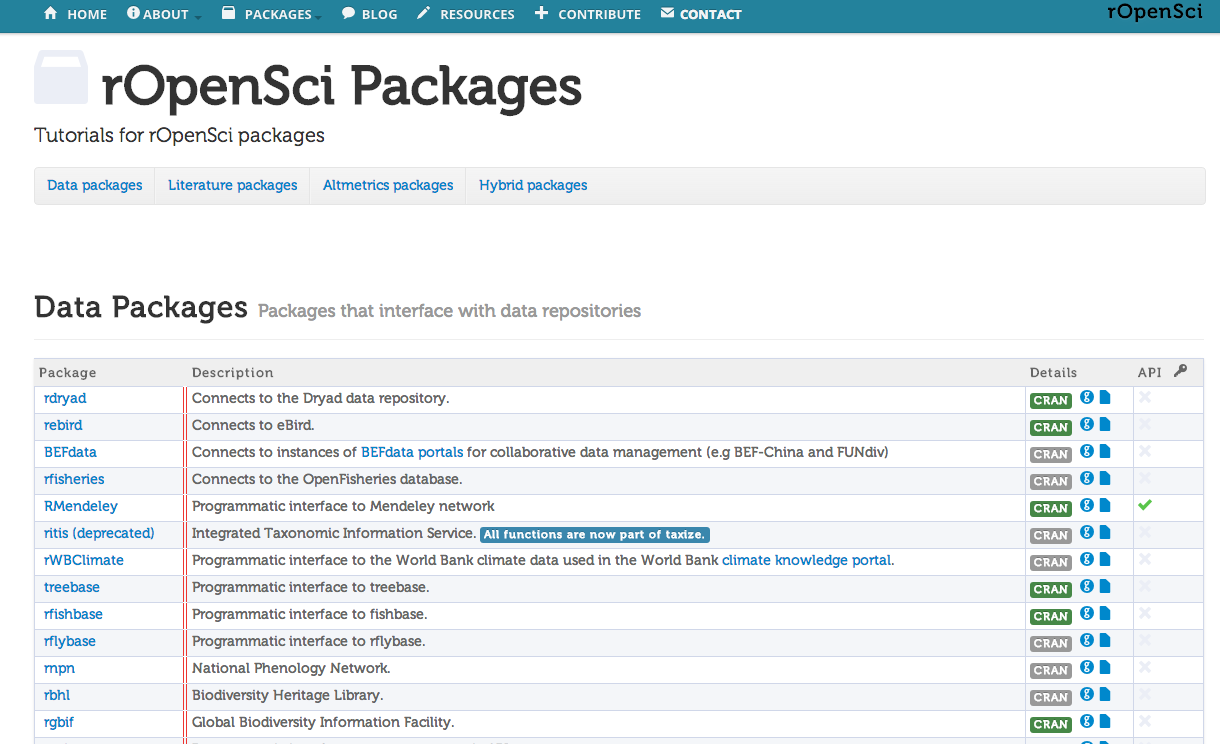 HOME ABOUT PACKAGES BLOG RESOURCES CONTRIBUTE CONTACT rOpenSci
rOpenSci Packages
Tutorials for rOpenSci packages
Data packages Literature packages Altmetrics packages Hybrid packages
Data Packages Packages that interface with data repositories
Package Description Details API
rdryad Connects to the Dryad data repository. CRAN
rebird Connects to eBird. CRAN
BEFdata Connects to instances of BEFdata portals for collaborative data management (e.g BEF-China and FUNdiv) CRAN
rfisheries Connects to the OpenFisheries database. CRAN
RMendeley Programmatic interface to Mendeley network CRAN
ritis (deprecated) Integrated Taxonomic Information Service. All functions are now part of taxize. CRAN
rWBClimate Programmatic interface to the World Bank climate data used in the World Bank climate knowledge portal. CRAN
treebase Programmatic interface to treebase. CRAN
rfishbase Programmatic interface to fishbase. CRAN
rflybase Programmatic interface to rflybase. CRAN
rnpn National Phenology Network. CRAN
rbhl Biodiversity Heritage Library. CRAN
rgbif Global Biodiversity Information Facility. CRAN